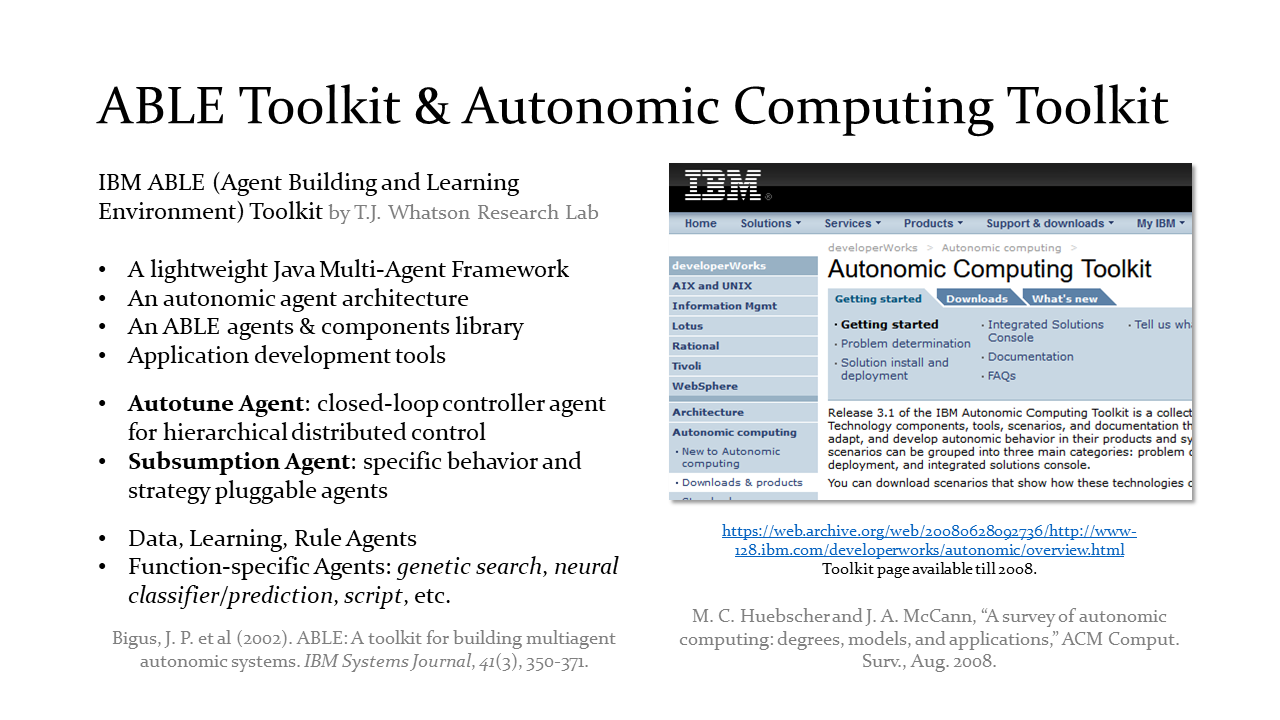 ABLE Toolkit & Autonomic Computing Toolkit
IBM ABLE (Agent Building and Learning
Environment) Toolkit by T.J. Whatson Research Lab
• A lightweight Java Multi-Agent Framework
• An autonomic agent architecture
• An ABLE agents & components library
• Application development tools
• Autotune Agent: closed-loop controller agent
for hierarchical distributed control
• Subsumption Agent: specific behavior and
strategy pluggable agents
• Data, Learning, Rule Agents
• Function-specific Agents: genetic search, neural
classifier/prediction, script, etc.
Bigus, J. P. et al (2002). ABLE: A toolkit for building multiagent
autonomic systems. IBM Systems Journal, 41(3), 350-371.
IBM®
Home Solutions Services Products Support & downloads My IBM
developerWorks > Autonomic computing >
Autonomic Computing Toolkit
Getting started Downloads What's new
· Getting started
· Problem determination
· Solution install and
deployment
· Integrated Solutions
Console
· Documentation
· FAQs
· Tell us
developerWorks
AIX and UNIX
Information Mgmt
Lotus
Rational
Tivoli
WebSphere
Architecture
Autonomic computing
· New to Autonomic
computing
· Downloads & products
Release 3.1 of the IBM Autonomic Computing Toolkit is a
Technology components, tools, scenarios, and documentation
adapt, and develop autonomic behavior in their products and
scenarios can be grouped into three main categories: problem
deployment, and integrated solutions console.
You can download scenarios that show how these technologies
https://web.archive.org/web/20080628092736/http://www-
128.ibm.com/developerworks/autonomic/overview.html
Toolkit page available till 2008.
M. C. Huebscher and J. A. McCann, “A survey of autonomic
computing: degrees, models, and applications,” ACM Comput.
Surv., Aug. 2008.